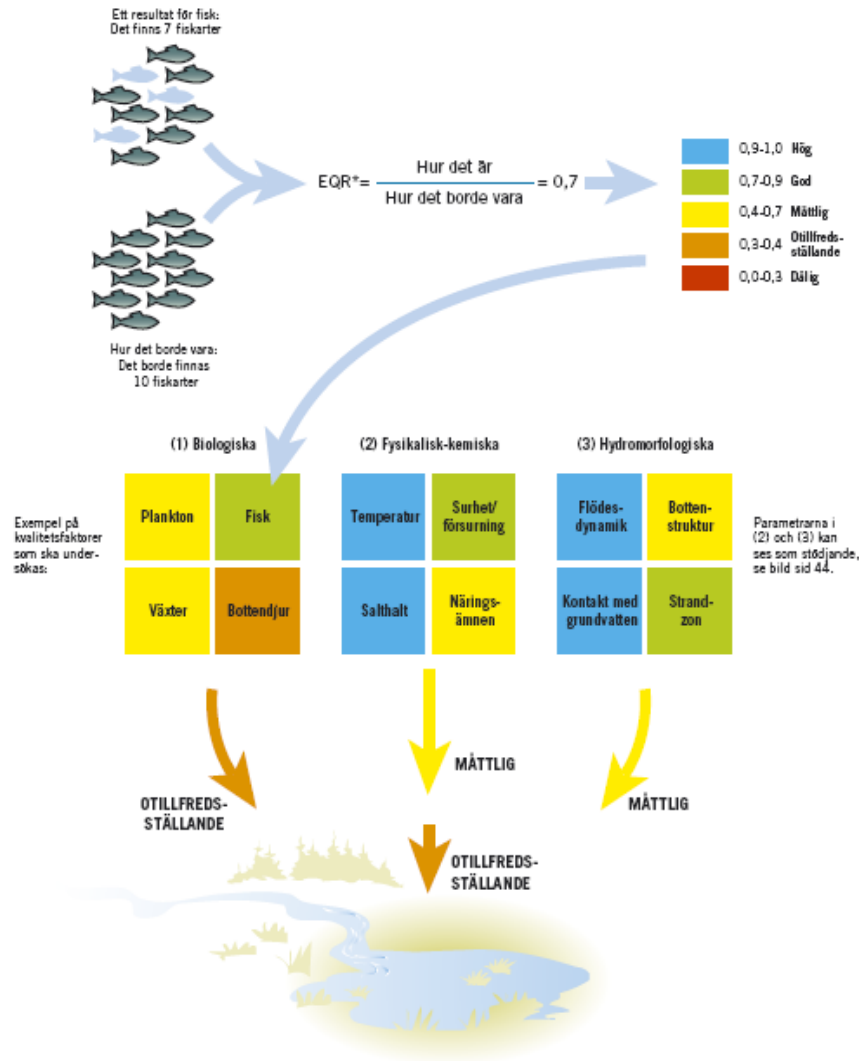 Ett resultat för fisk:
Det finns 7 fiskarter
EQR*=
Hur det är
Hur det borde vara
= 0,7
0,9-1,0 Hög
0,7-0,9 God
0,4-0,7 Måttlig
0,3-0,4 Otillfreds-
ställande
0,0-0,3 Dålig
Hur det borde vara:
Det borde finnas
10 fiskarter
(1) Biologiska
(2) Fysikalisk-kemiska
(3) Hydromorfologiska
Exempel på
kvalitetsfaktorer
som ska under-
sökas:
Plankton
Fisk
Växter
Bottendjur
Temperatur
Surhet/
försurning
Salthalt
Närings-
ämnen
Flödes-
dynamik
Botten-
struktur
Kontakt med
grundvatten
Strand-
zon
Parametrarna i
(2) och (3) kan
ses som stödjande,
se bild sid 44.
OTILLFREDS-
STÄLLANDE
MÅTTLIG
MÅTTLIG
OTILLFREDS-
STÄLLANDE